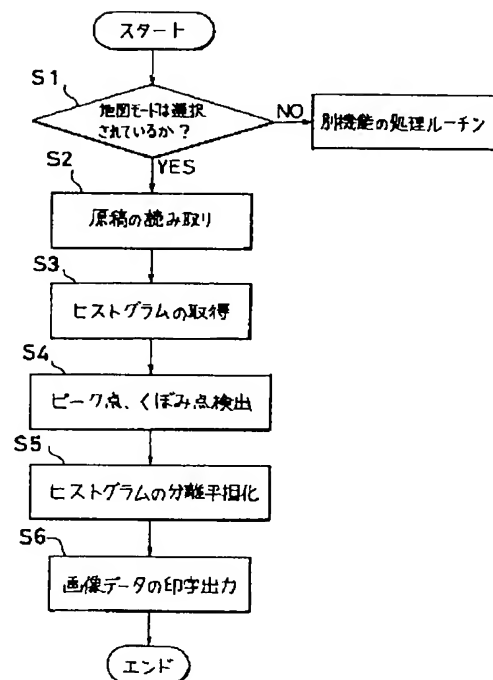 スタート
S1
地図モードは選択
されているか?
NO
別機能の処理ルーチン
YES
S2
原稿の読み取り
S3
ヒストグラムの取得
S4
ピーク点、くぼみ点検出
S5
ヒストグラムの分離平坦化
S6
画像データの印字出力
エンド